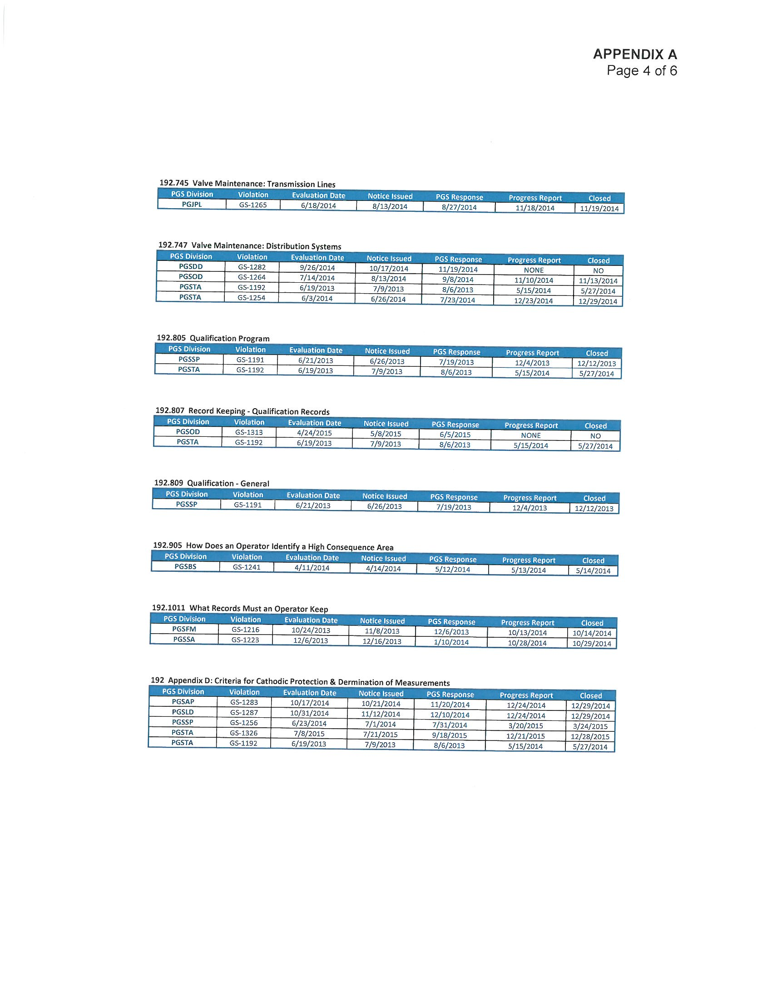 APPENDIX A
Page 4 of 6
192.745 Valve Maintenance: Transmission Lines
PGS Division Violation Evaluation Date Notice Issued PGS Response Progress Report Closed
PGJPL GS-1265 6/18/2014 8/13/2014 8/27/2014 11/18/2014 11/19/2014
192.747 Valve Maintenance: Distribution Systems
PGS Division Violation Evaluation Date Notice Issued PGS Response Progress Report Closed
PGSDD GS-1282 9/26/2014 10/17/2014 11/19/2014 NONE NO
PGSOD GS-1264 7/14/2014 8/13/2014 9/8/2014 11/10/2014 11/13/2014
PGSTA GS-1192 6/19/2013 7/9/2013 8/6/2013 5/15/2014 5/27/2014
PGSTA GS-1254 6/3/2014 6/26/2014 7/23/2014 12/23/2014 12/29/2014
192.805 Qualification Program
PGS Division Violation Evaluation Date Notice Issued PGS Response Progress Report Closed
PGSSP GS-1191 6/21/2013 6/26/2013 7/19/2013 12/4/2013 12/12/2013
PGSTA GS-1192 6/19/2013 7/9/2013 8/6/2013 5/15/2014 5/27/2014
192.807 Record Keeping - Qualification Records
PGS Division Violation Evaluation Date Notice Issued PGS Response Progress Report Closed
PGSOD GS-1313 4/24/2015 5/8/2015 6/5/2015 NONE NO
PGSTA GS-1192 6/19/2013 7/9/2013 8/6/2013 5/15/2014 5/27/2014
192.809 Qualification - General
PGS Division Violation Evaluation Date Notice Issued PGS Response Progress Report Closed
PGSSP GS-1191 6/21/2013 6/26/2013 7/19/2013 12/4/2013 12/12/2013
192.905 How Does an Operator Identify a High Consequence Area
PGS Division Violation Evaluation Date Notice Issued PGS Response Progress Report Closed
PGSBS GS-1241 4/11/2014 4/14/2014 5/12/2014 5/13/2014 5/14/2014
192.1011 What Records Must an Operator Keep
PGS Division Violation Evaluation Date Notice Issued PGS Response Progress Report Closed
PGSFM GS-1216 10/24/2013 11/8/2013 12/6/2013 10/13/2014 10/14/2014
PGSSA GS-1223 12/6/2013 12/16/2013 1/10/2014 10/28/2014 10/29/2014
192 Appendix D: Criteria for Cathodic Protection & Dermination of Measurements
PGS Division Violation Evaluation Date Notice Issued PGS Response Progress Report Closed
PGSAP GS-1283 10/17/2014 10/21/2014 11/20/2014 12/24/2014 12/29/2014
PGSLD GS-1287 10/31/2014 11/12/2014 12/10/2014 12/24/2014 12/29/2014
PGSSP GS-1256 6/23/2014 7/1/2014 7/31/2014 3/20/2015 3/24/2015
PGSTA GS-1326 7/8/2015 7/21/2015 9/18/2015 12/21/2015 12/28/2015
PGSTA GS-1192 6/19/2013 7/9/2013 8/6/2013 5/15/2014 5/27/2014